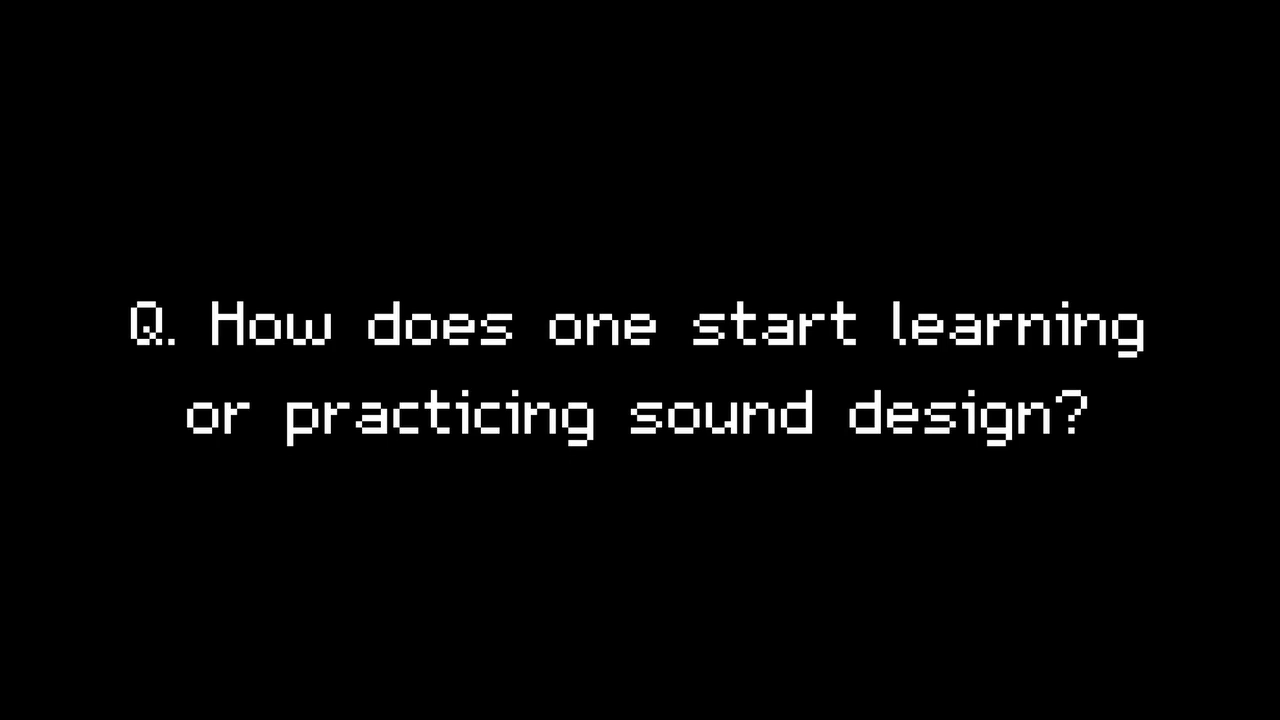 Q. How does one start learning
or practicing sound design?